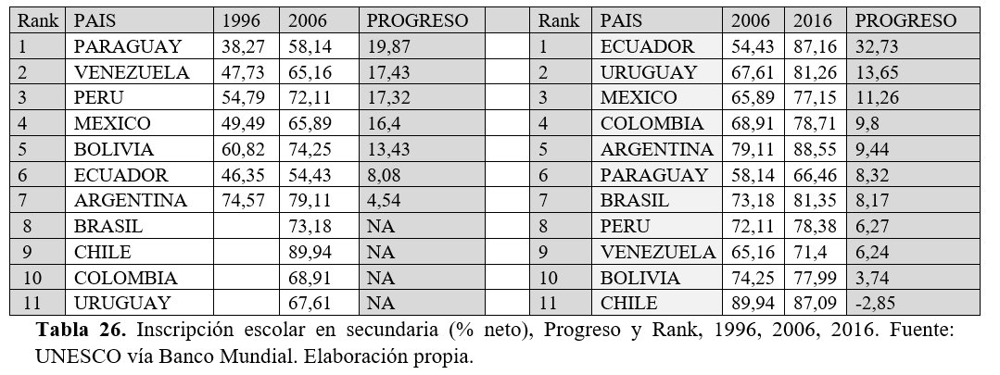 Rank PAIS 1996 2006 PROGRESO Rank PAIS 2006 2016 PROGRESO
1 PARAGUAY 38,27 58,14 19,87 1 ECUADOR 54,43 87,16 32,73
2 VENEZUELA 47,73 65,16 17,43 2 URUGUAY 67,61 81,26 13,65
3 PERU 54,79 72,11 17,32 3 MEXICO 65,89 77,15 11,26
4 MEXICO 49,49 65,89 16,4 4 COLOMBIA 68,91 78,71 9,8
5 BOLIVIA 60,82 74,25 13,43 5 ARGENTINA 79,11 88,55 9,44
6 ECUADOR 46,35 54,43 8,08 6 PARAGUAY 58,14 66,46 8,32
7 ARGENTINA 74,57 79,11 4,54 7 BRASIL 73,18 81,35 8,17
8 BRASIL 73,18 NA 8 PERU 72,11 78,38 6,27
9 CHILE 89,94 NA 9 VENEZUELA 65,16 71,4 6,24
10 COLOMBIA 68,91 NA 10 BOLIVIA 74,25 77,99 3,74
11 URUGUAY 67,61 NA 11 CHILE 89,94 87,09 -2,85
Tabla 26. Inscripción escolar en secundaria (% neto), Progreso y Rank, 1996, 2006, 2016. Fuente:
UNESCO vía Banco Mundial. Elaboración propia.